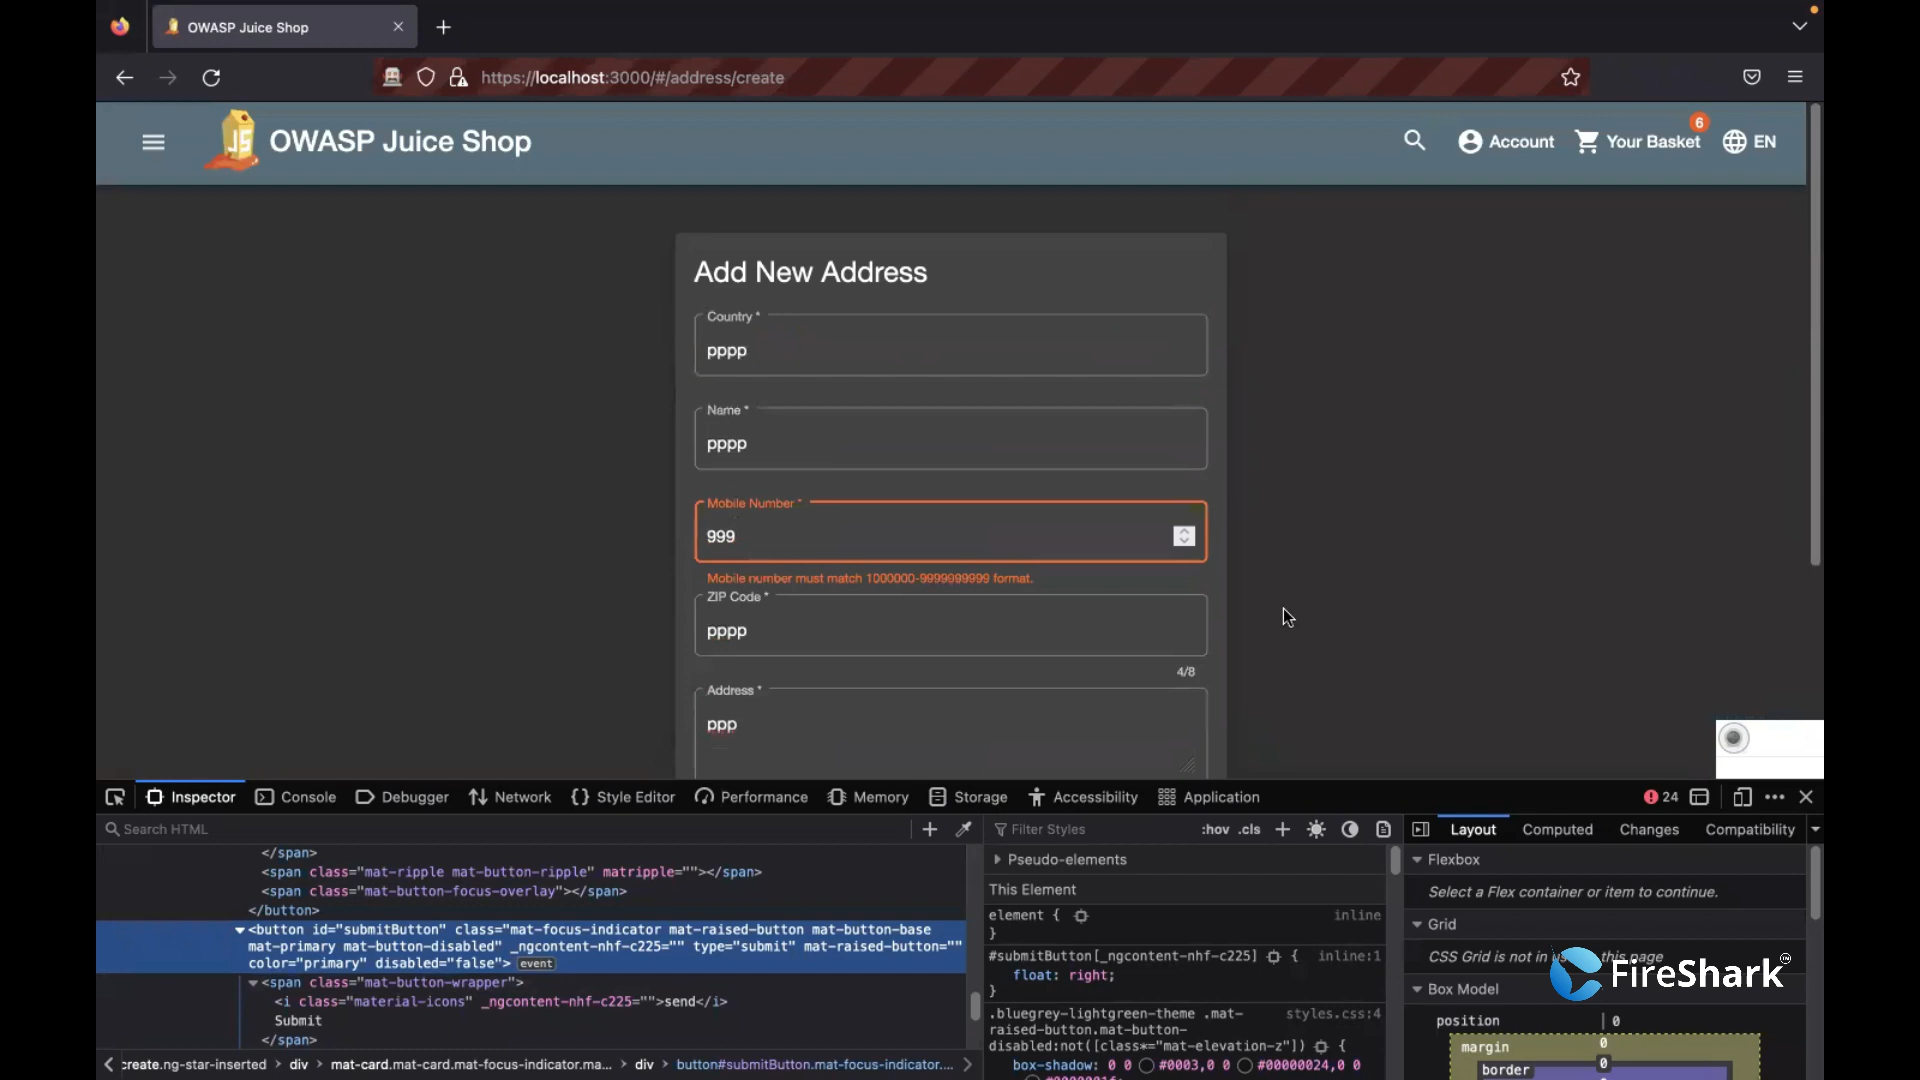 OWASP Juice Shop
https://localhost:3000/#/address/create
JS
OWASP Juice Shop
Account
6
Your Basket
EN
Add New Address
Country *
pppp
Name *
pppp
Mobile Number *
999
Mobile number must match 1000000-9999999999 format.
ZIP Code *
pppp
4/8
Address *
ppp
Inspector
Console
Debugger
Network
{} Style Editor
Performance
Memory
Storage
Accessibility
Application
24
Search HTML
</span>
<span class="mat-ripple mat-button-ripple" matripple=""></span>
<span class="mat-button-focus-overlay"></span>
</button>
<button id="submitButton" class="mat-focus-indicator mat-raised-button mat-button-base
mat-primary mat-button-disabled" _ngcontent-nhf-c225="" type="submit" mat-raised-button=""
color="primary" disabled="false"> event
<span class="mat-button-wrapper">
<i class="material-icons" _ngcontent-nhf-c225="">send</i>
Submit
</span>
create.ng-star-inserted > div > mat-card.mat-card.mat-focus-indicator.ma... > div > button#submitButton.mat-focus-indicator....
Filter Styles
:hov .cls
Pseudo-elements
This Element
element { inline
}
#submitButton[_ngcontent-nhf-c225] { inline:1
float: right;
}
.bluegrey-lightgreen-theme .mat- styles.css:4
raised-button.mat-button-
disabled:not([class*="mat-elevation-z"]) {
box-shadow: 0 0 #0003,0 0 #00000024,0 0
Layout
Computed
Changes
Compatibility
Flexbox
Select a Flex container or item to continue.
Grid
CSS Grid is not in use on this page
FireShark
Box Model
position 0
margin 0
border 0